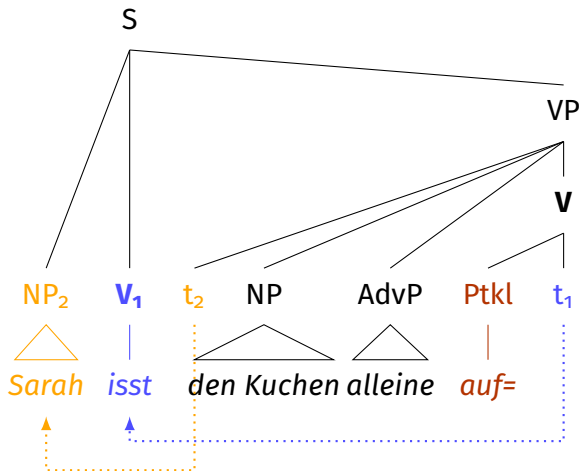 S
VP
V
NP₂ V₁ t₂ NP AdvP Ptkl t₁
Sarah isst den Kuchen alleine auf=